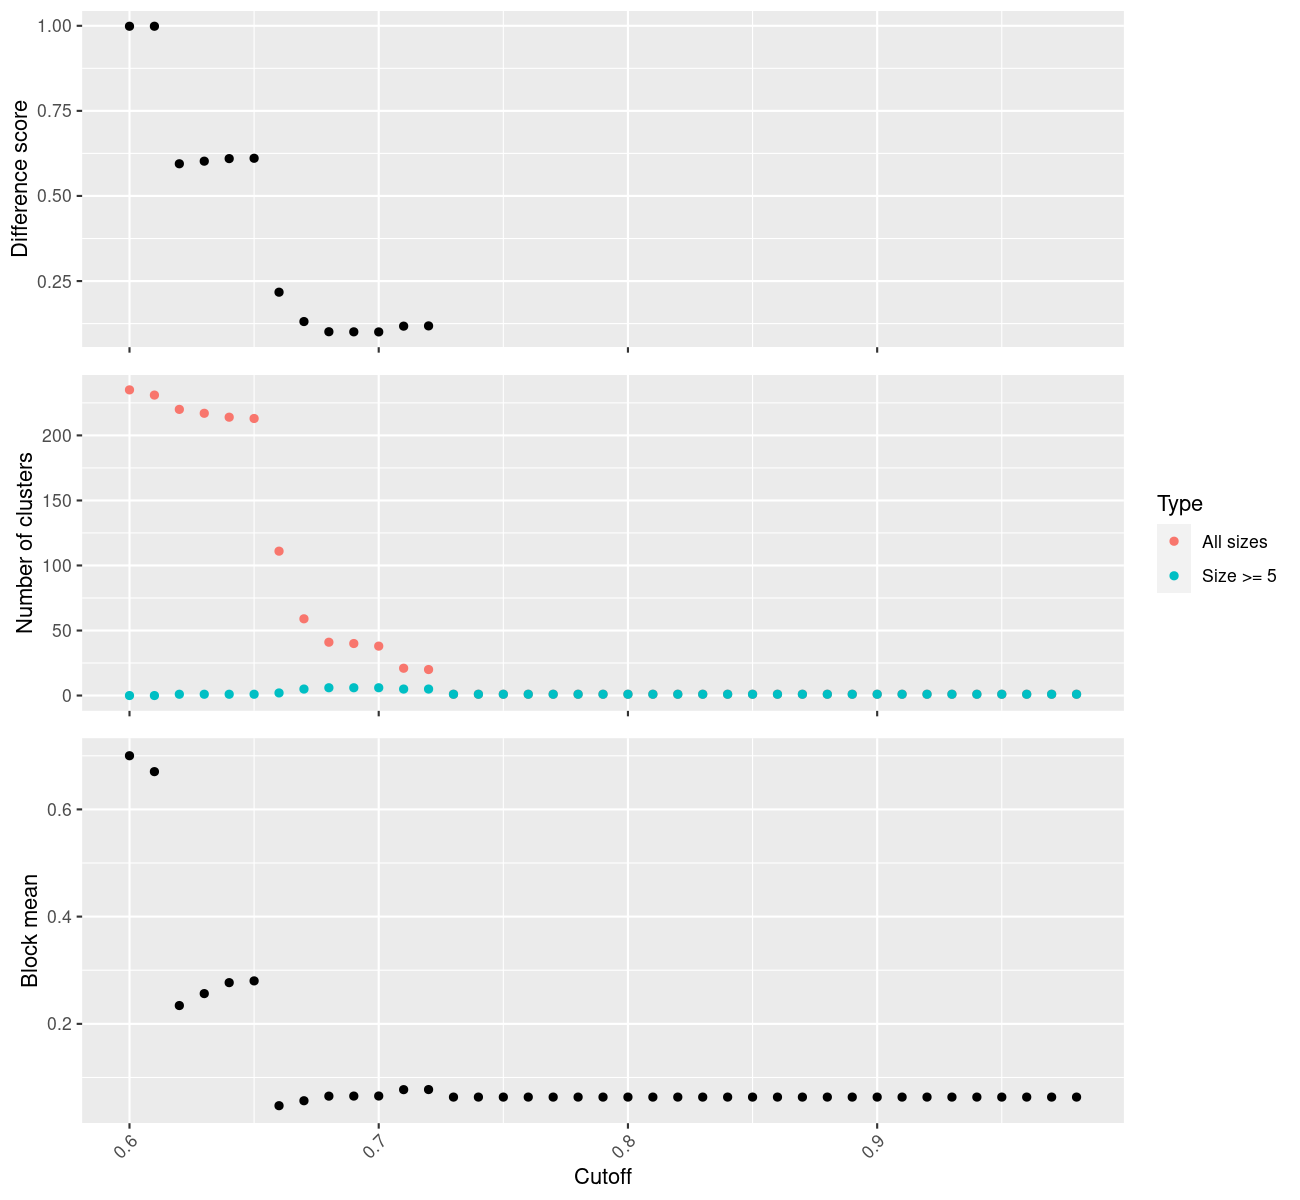 Difference score
1.00
0.75
0.50
0.25
Number of clusters
200
150
100
50
0
Type
All sizes
Size >= 5
Block mean
0.6
0.4
0.2
0.6 0.7 0.8 0.9
Cutoff